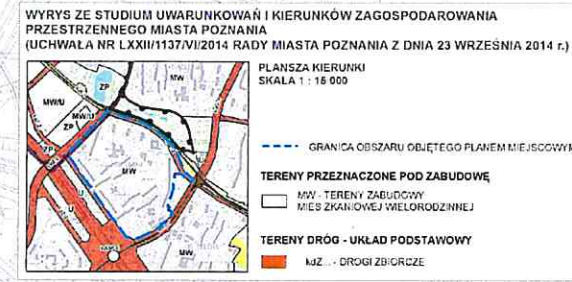 WYRYS ZE STUDIUM UWARUNKOWAŃ I KIERUNKÓW ZAGOSPODAROWANIA
PRZESTRZENNEGO MIASTA POZNANIA
(UCHWAŁA NR LXXII/1137/VI/2014 RADY MIASTA POZNANIA Z DNIA 23 WRZEŚNIA 2014 r.)
PLANSZA KIERUNKI
SKALA 1 : 15 000
ZP
MW
MW/U
MW/U
ZP
ZP
MW
U
U
MW
GRANICA OBSZARU OBJĘTEGO PLANEM MIEJSCOWYM
TERENY PRZEZNACZONE POD ZABUDOWĘ
MW - TERENY ZABUDOWY
MIESZKANIOWEJ WIELORODZINNEJ
TERENY DRÓG - UKŁAD PODSTAWOWY
kdZ... - DROGI ZBIORCZE